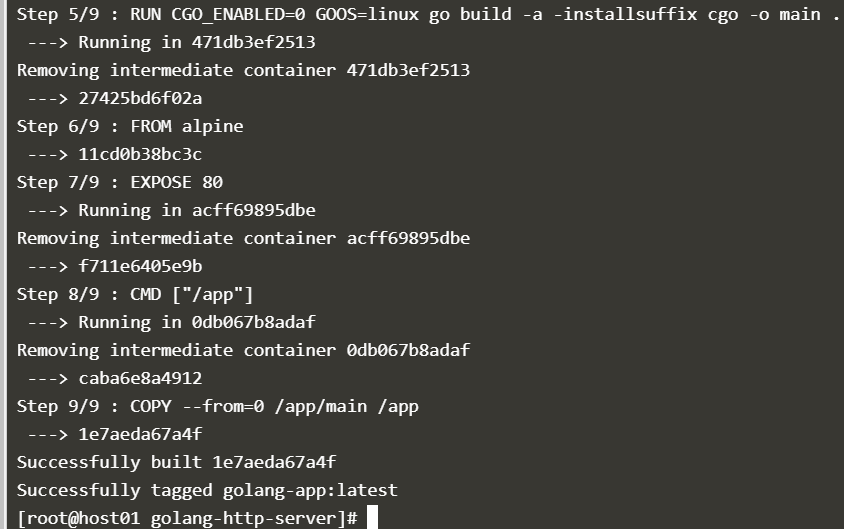 Step 5/9 : RUN CGO_ENABLED=0 GOOS=linux go build -a -installsuffix cgo -o main .
 ---> Running in 471db3ef2513
Removing intermediate container 471db3ef2513
 ---> 27425bd6f02a
Step 6/9 : FROM alpine
 ---> 11cd0b38bc3c
Step 7/9 : EXPOSE 80
 ---> Running in acff69895dbe
Removing intermediate container acff69895dbe
 ---> f711e6405e9b
Step 8/9 : CMD ["/app"]
 ---> Running in 0db067b8adaf
Removing intermediate container 0db067b8adaf
 ---> caba6e8a4912
Step 9/9 : COPY --from=0 /app/main /app
 ---> 1e7aeda67a4f
Successfully built 1e7aeda67a4f
Successfully tagged golang-app:latest
[root@host01 golang-http-server]#